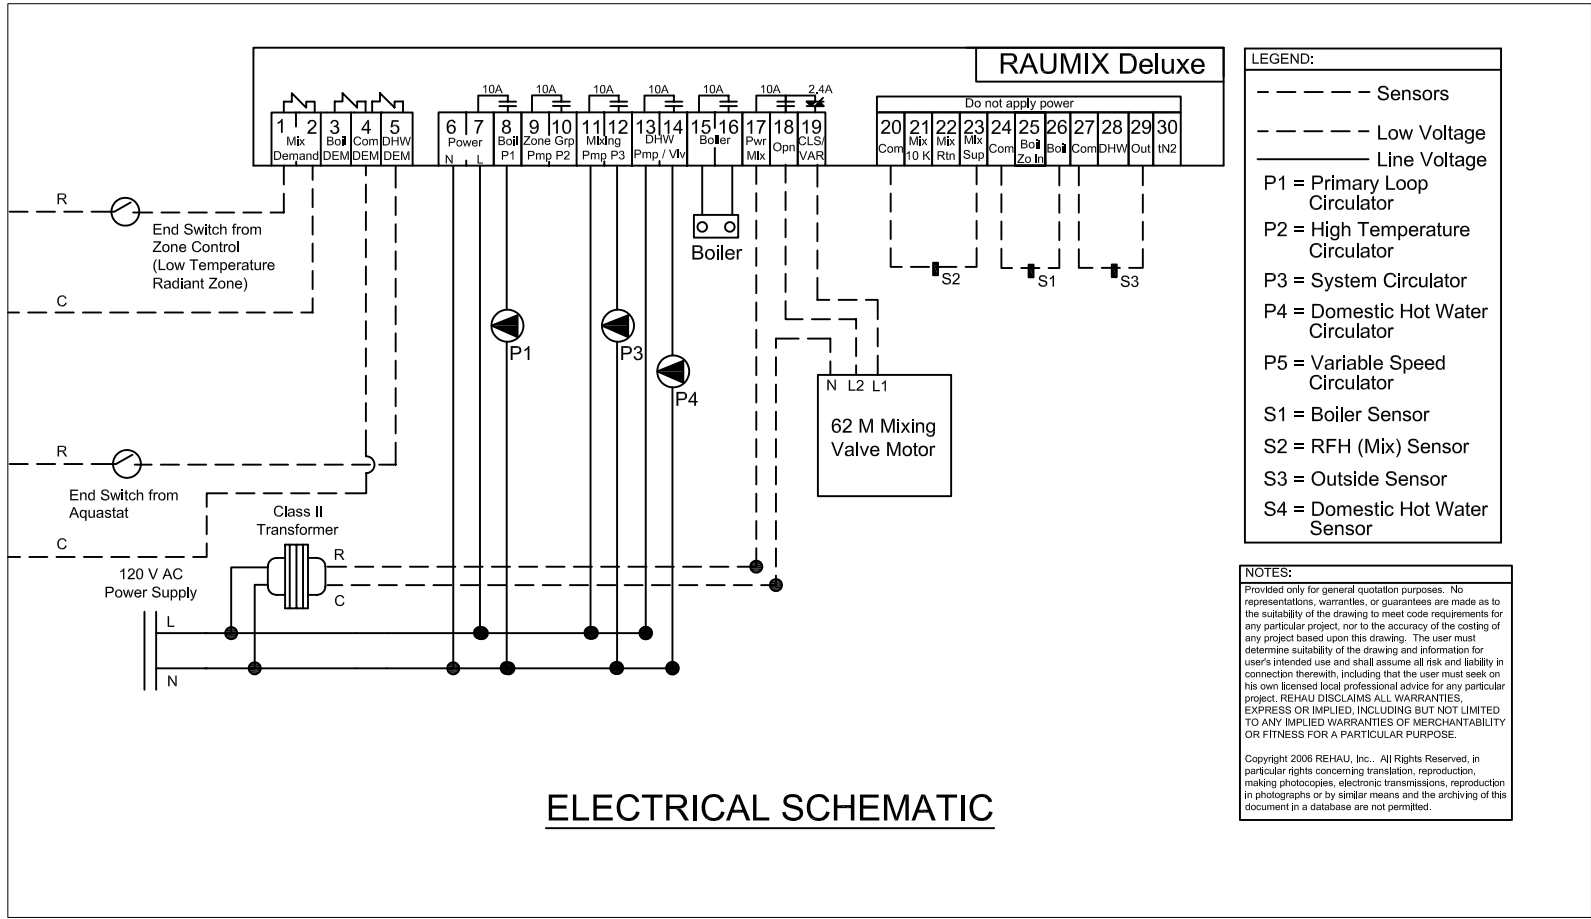 RAUMIX Deluxe
10A
10A
10A
10A
10A
10A
2.4A
Do not apply power
1 2 3 4 5
Mix Demand
Boil DEM
Com DEM
DHW DEM
6 7 8 9 10 11 12 13 14 15 16 17 18 19
Power
N L
Boil P1
Zone Grp Pmp P2
Mixing Pmp P3
DHW Pmp / Vlv
Boiler
Pwr Mix
Opn
CLS/ VAR
20 21 22 23 24 25 26 27 28 29 30
Com
Mix 10 K
Mix Rtn
Mix Sup
Com
Boil Zo In
Boil
Com
DHW
Out
tN2
R
End Switch from
Zone Control
(Low Temperature
Radiant Zone)
C
Boiler
S2
S1
S3
P1
P3
P4
N L2 L1
62 M Mixing
Valve Motor
R
End Switch from
Aquastat
C
Class II
Transformer
R
C
120 V AC
Power Supply
L
N
ELECTRICAL SCHEMATIC
LEGEND:
Sensors
Low Voltage
Line Voltage
P1 = Primary Loop
Circulator
P2 = High Temperature
Circulator
P3 = System Circulator
P4 = Domestic Hot Water
Circulator
P5 = Variable Speed
Circulator
S1 = Boiler Sensor
S2 = RFH (Mix) Sensor
S3 = Outside Sensor
S4 = Domestic Hot Water
Sensor
NOTES:
Provided only for general quotation purposes. No
representations, warranties, or guarantees are made as to
the suitability of the drawing to meet code requirements for
any particular project, nor to the accuracy of the costing of
any project based upon this drawing. The user must
determine suitability of the drawing and information for
user's intended use and shall assume all risk and liability in
connection therewith, including that the user must seek on
his own licensed local professional advice for any particular
project. REHAU DISCLAIMS ALL WARRANTIES,
EXPRESS OR IMPLIED, INCLUDING BUT NOT LIMITED
TO ANY IMPLIED WARRANTIES OF MERCHANTABILITY
OR FITNESS FOR A PARTICULAR PURPOSE.
Copyright 2006 REHAU, Inc.. All Rights Reserved, in
particular rights concerning translation, reproduction,
making photocopies, electronic transmissions, reproduction
in photographs or by similar means and the archiving of this
document in a database are not permitted.